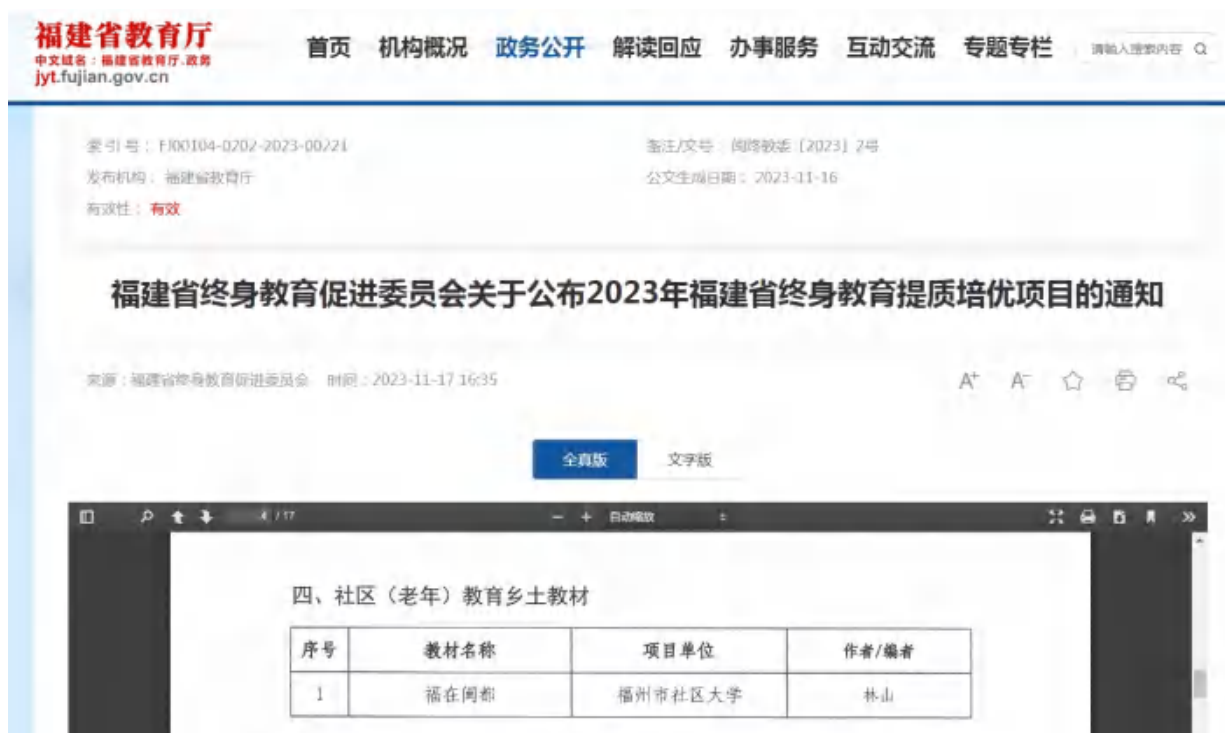 福建省教育厅
中文域名：福建省教育厅.政务
jyt.fujian.gov.cn
首页 机构概况 政务公开 解读回应 办事服务 互动交流 专题专栏 请输入搜索内容
索引号：FJ00104-0202-2023-00221
备注/文号：闽终教委〔2023〕2号
发布机构：福建省教育厅
公文生成日期：2023-11-16
有效性：有效
福建省终身教育促进委员会关于公布2023年福建省终身教育提质培优项目的通知
来源：福建省终身教育促进委员会 时间：2023-11-17 16:35
A+ A-
全真版 文字版
4 / 17
自动缩放
四、社区（老年）教育乡土教材
序号 教材名称 项目单位 作者/编者
1 福在闽都 福州市社区大学 林山